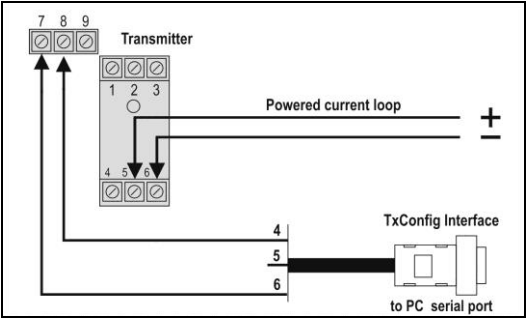 7 8 9
Transmitter
1 2 3
Powered current loop
+
−
4 5 6
TxConfig Interface
4
5
6
to PC serial port